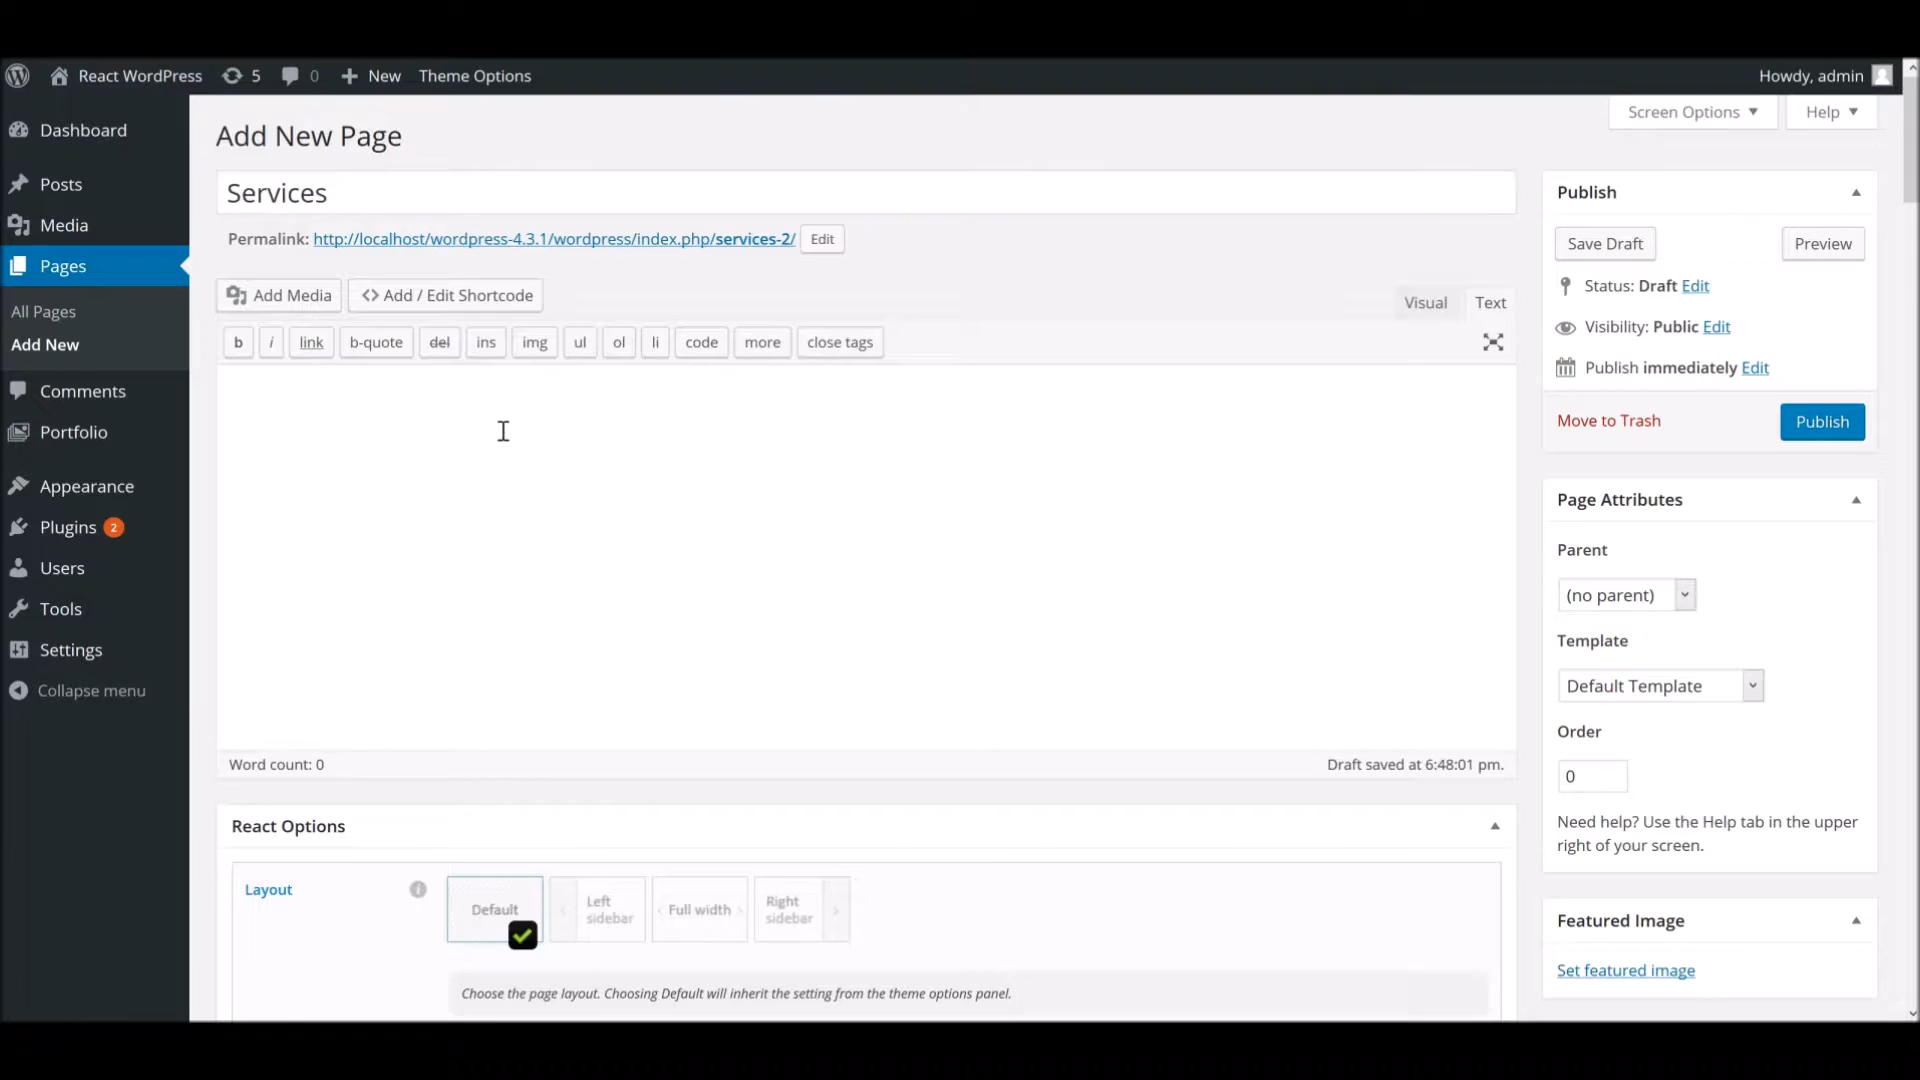 React WordPress 5 0 New Theme Options Howdy, admin
Screen Options Help
Dashboard
Posts
Media
Pages
All Pages
Add New
Comments
Portfolio
Appearance
Plugins 2
Users
Tools
Settings
Collapse menu
Add New Page
Services
Permalink: http://localhost/wordpress-4.3.1/wordpress/index.php/services-2/ Edit
Add Media Add / Edit Shortcode
Visual Text
b i link b-quote del ins img ul ol li code more close tags
Word count: 0 Draft saved at 6:48:01 pm.
React Options
Layout i Default Left sidebar Full width Right sidebar
Choose the page layout. Choosing Default will inherit the setting from the theme options panel.
Publish
Save Draft Preview
Status: Draft Edit
Visibility: Public Edit
Publish immediately Edit
Move to Trash Publish
Page Attributes
Parent
(no parent)
Template
Default Template
Order
0
Need help? Use the Help tab in the upper
right of your screen.
Featured Image
Set featured image